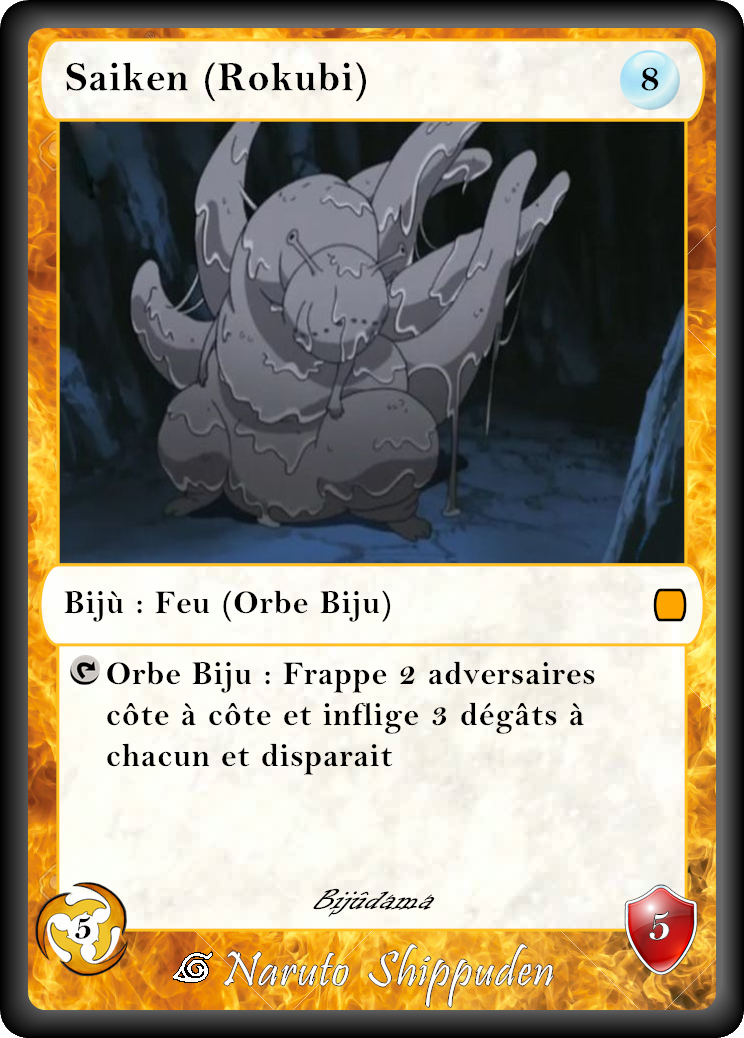 Saiken (Rokubi)
8
Bijù : Feu (Orbe Biju)
Orbe Biju : Frappe 2 adversaires
côte à côte et inflige 3 dégâts à
chacun et disparait
Bijûdama
5
5
Naruto Shippuden